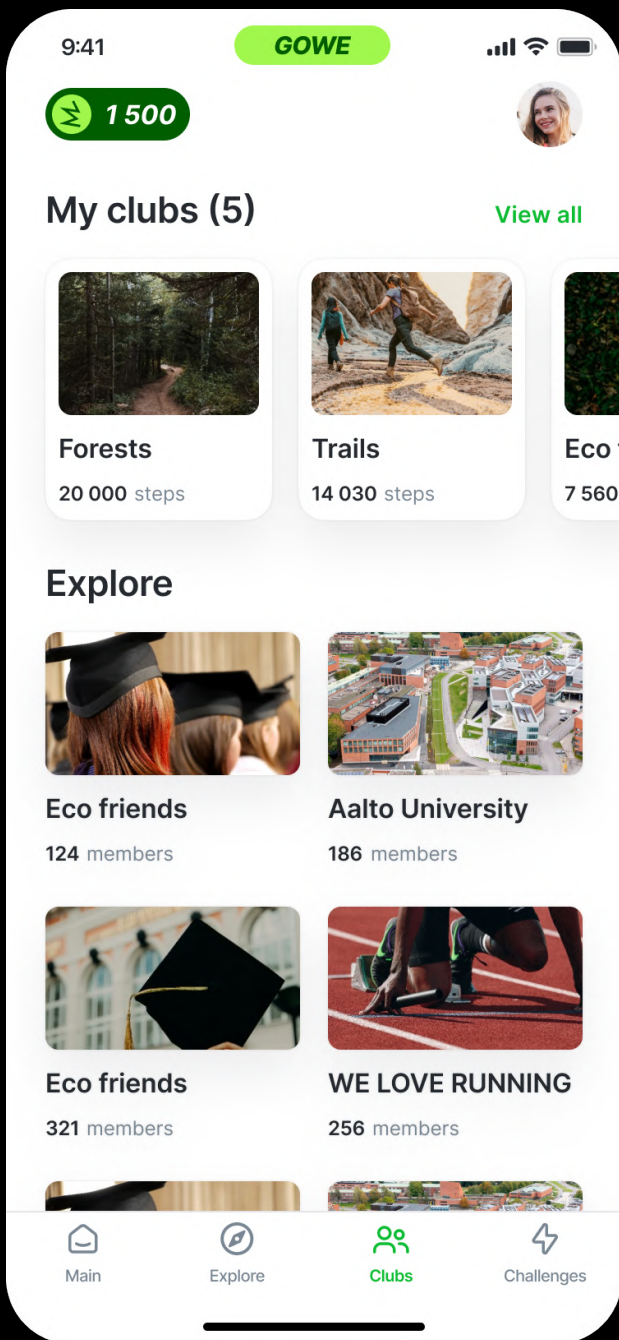 9:41
GOWE
1 500
My clubs (5)
View all
Forests
20 000 steps
Trails
14 030 steps
Eco
7 560
Explore
Eco friends
124 members
Aalto University
186 members
Eco friends
321 members
WE LOVE RUNNING
256 members
Main
Explore
Clubs
Challenges